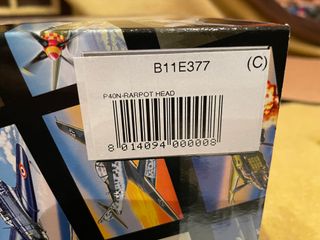 B11E377
(C)
P40N-RARPOT HEAD
8 014094 000008